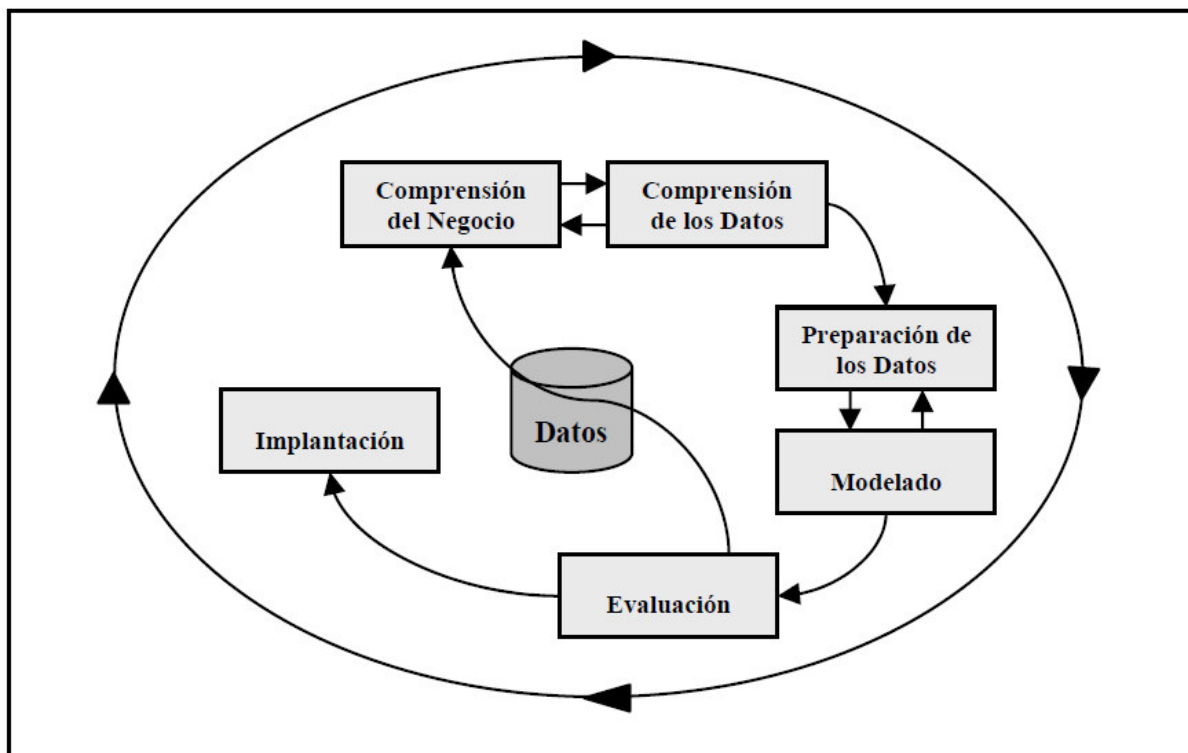 Comprensión
del Negocio
Comprensión
de los Datos
Preparación de
los Datos
Datos
Implantación
Modelado
Evaluación